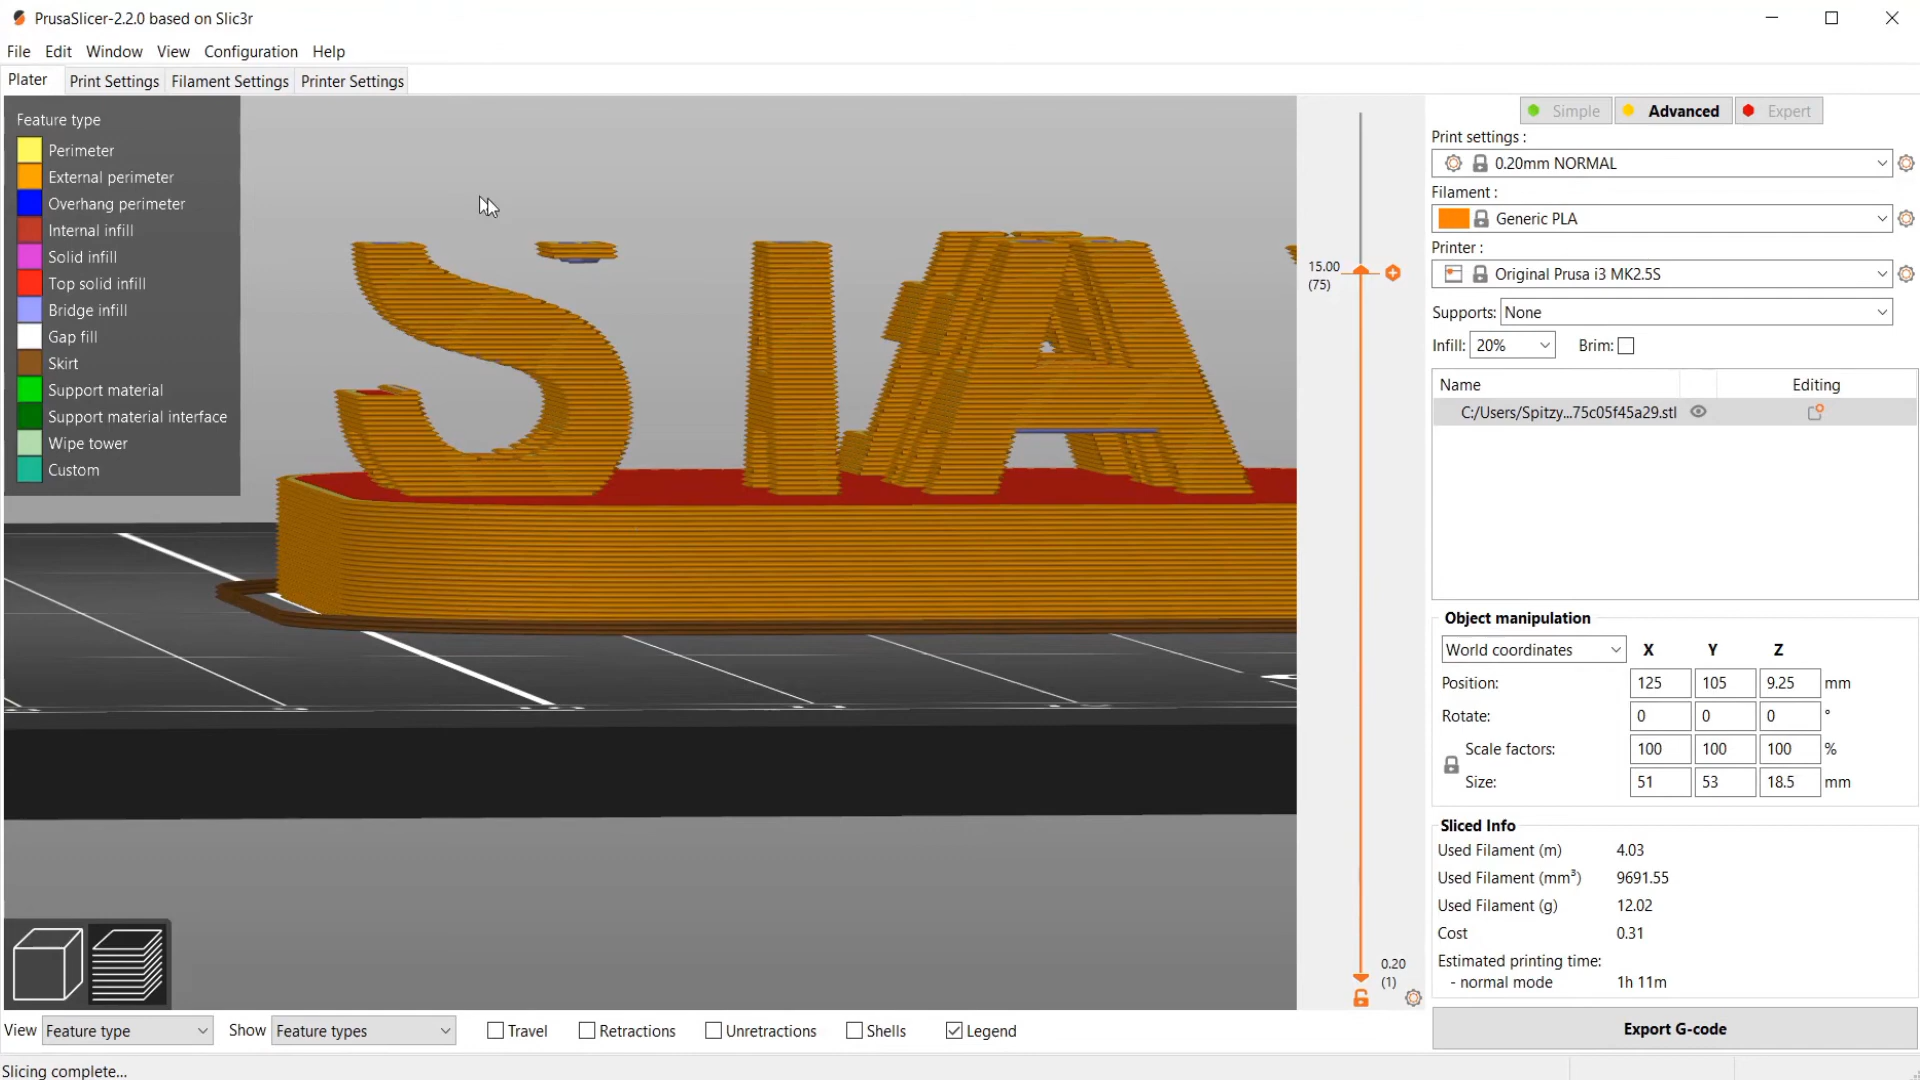 PrusaSlicer-2.2.0 based on Slic3r
File Edit Window View Configuration Help
Plater Print Settings Filament Settings Printer Settings
Feature type
Perimeter
External perimeter
Overhang perimeter
Internal infill
Solid infill
Top solid infill
Bridge infill
Gap fill
Skirt
Support material
Support material interface
Wipe tower
Custom
SIA
15.00
(75)
0.20
(1)
Simple Advanced Expert
Print settings :
0.20mm NORMAL
Filament :
Generic PLA
Printer :
Original Prusa i3 MK2.5S
Supports: None
Infill: 20% Brim:
Name Editing
C:/Users/Spitzy...75c05f45a29.stl
Object manipulation
World coordinates X Y Z
Position: 125 105 9.25 mm
Rotate: 0 0 0 °
Scale factors: 100 100 100 %
Size: 51 53 18.5 mm
Sliced Info
Used Filament (m) 4.03
Used Filament (mm³) 9691.55
Used Filament (g) 12.02
Cost 0.31
Estimated printing time:
- normal mode 1h 11m
Export G-code
View Feature type Show Feature types Travel Retractions Unretractions Shells Legend
Slicing complete...